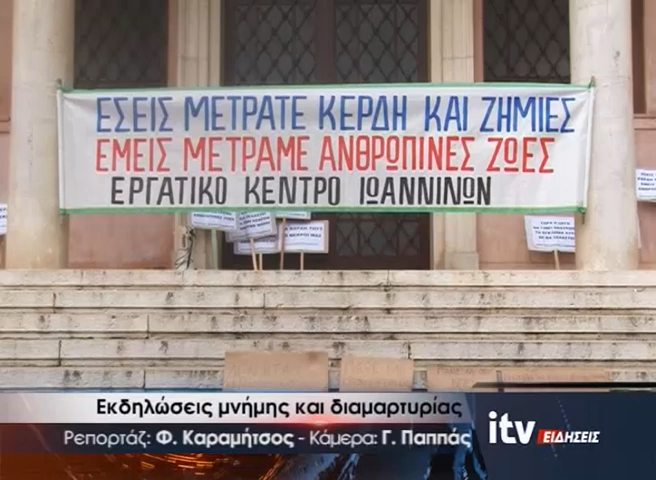 ΕΣΕΙΣ ΜΕΤΡΑΤΕ ΚΕΡΔΗ ΚΑΙ ΖΗΜΙΕΣ
ΕΜΕΙΣ ΜΕΤΡΑΜΕ ΑΝΘΡΩΠΙΝΕΣ ΖΩΕΣ
ΕΡΓΑΤΙΚΟ ΚΕΝΤΡΟ ΙΩΑΝΝΙΝΩΝ
Εκδηλώσεις μνήμης και διαμαρτυρίας
Ρεπορτάζ: Φ. Καραμήτσος - Κάμερα: Γ. Παππάς
itv ΕΙΔΗΣΕΙΣ